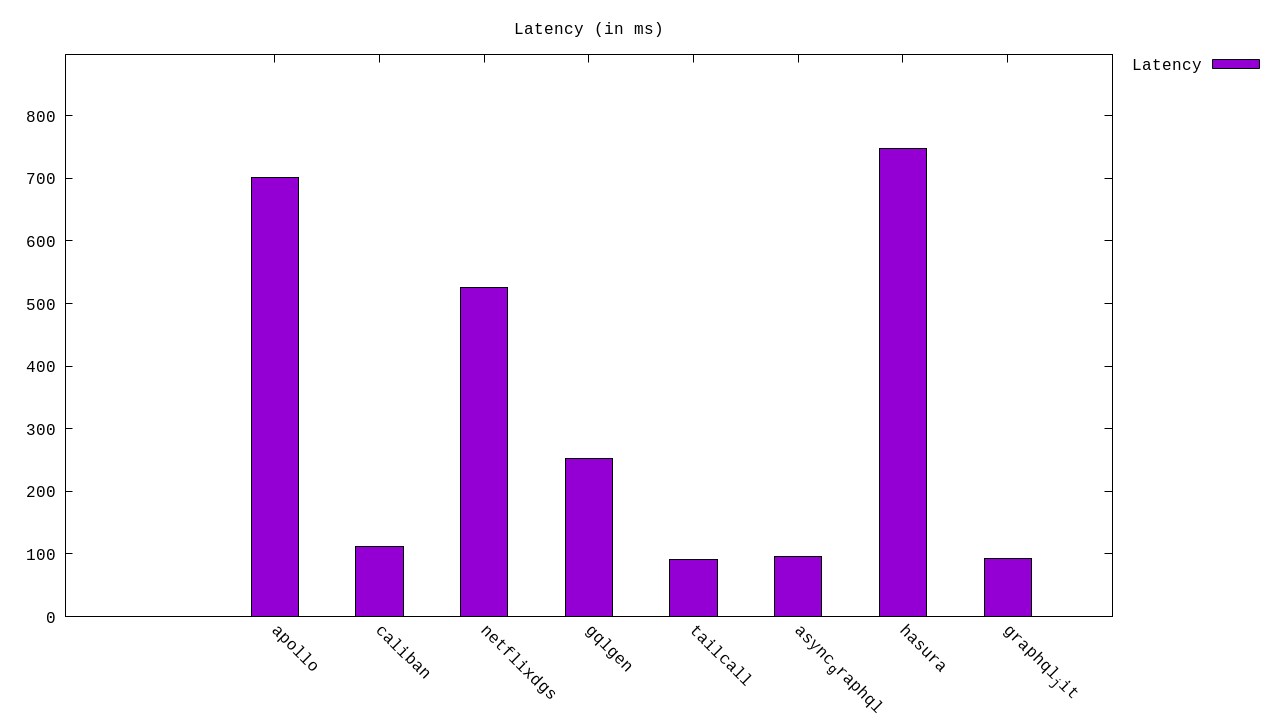 Latency (in ms)
Latency
800
700
600
500
400
300
200
100
0
apollo
caliban
netflixdgs
gqlgen
tailcall
async_graphql
hasura
graphql_jit